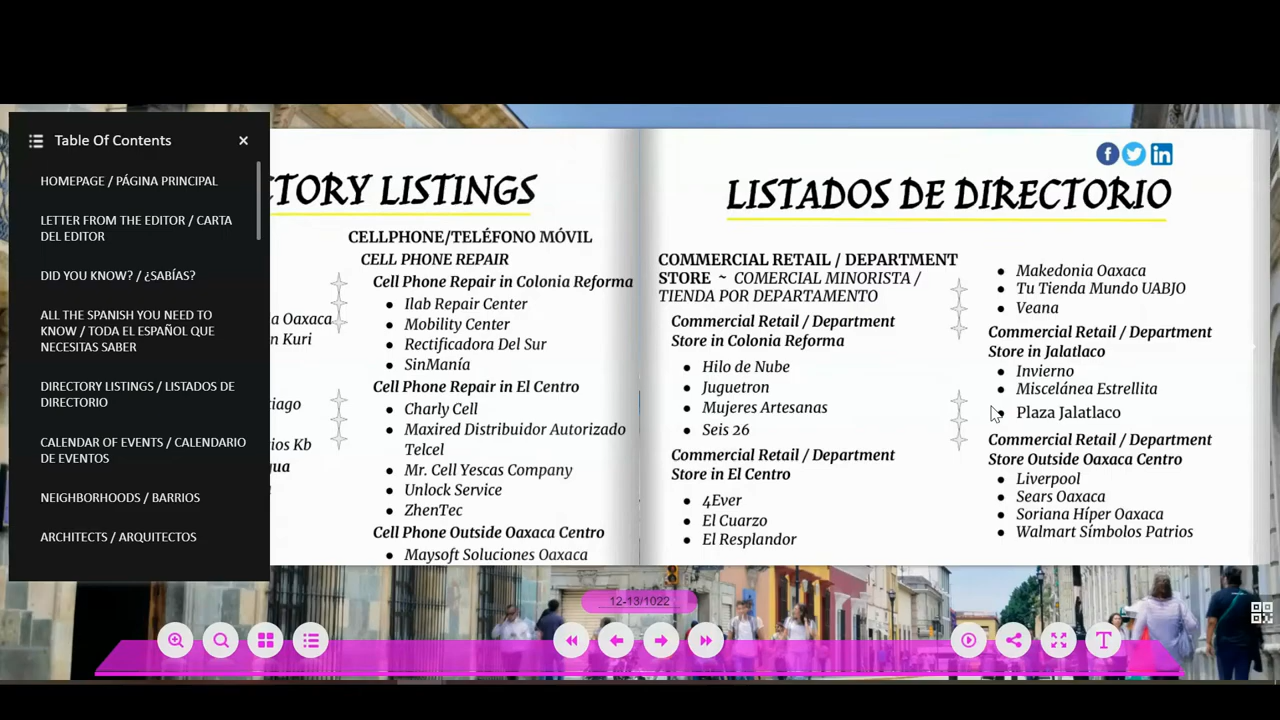 Table Of Contents
HOMEPAGE / PÁGINA PRINCIPAL
LETTER FROM THE EDITOR / CARTA
DEL EDITOR
DID YOU KNOW? / ¿SABÍAS?
ALL THE SPANISH YOU NEED TO
KNOW / TODA EL ESPAÑOL QUE
NECESITAS SABER
DIRECTORY LISTINGS / LISTADOS DE
DIRECTORIO
CALENDAR OF EVENTS / CALENDARIO
DE EVENTOS
NEIGHBORHOODS / BARRIOS
ARCHITECTS / ARQUITECTOS
CTORY LISTINGS
a Oaxaca
n Kuri
tiago
ios Kb
gua
CELLPHONE/TELÉFONO MÓVIL
CELL PHONE REPAIR
Cell Phone Repair in Colonia Reforma
Ilab Repair Center
Mobility Center
Rectificadora Del Sur
SinManía
Cell Phone Repair in El Centro
Charly Cell
Maxired Distribuidor Autorizado
Telcel
Mr. Cell Yescas Company
Unlock Service
ZhenTec
Cell Phone Outside Oaxaca Centro
Maysoft Soluciones Oaxaca
LISTADOS DE DIRECTORIO
COMMERCIAL RETAIL / DEPARTMENT
STORE ~ COMERCIAL MINORISTA /
TIENDA POR DEPARTAMENTO
Commercial Retail / Department
Store in Colonia Reforma
Hilo de Nube
Juguetron
Mujeres Artesanas
Seis 26
Commercial Retail / Department
Store in El Centro
4Ever
El Cuarzo
El Resplandor
Makedonia Oaxaca
Tu Tienda Mundo UABJO
Veana
Commercial Retail / Department
Store in Jalatlaco
Invierno
Miscelánea Estrellita
Plaza Jalatlaco
Commercial Retail / Department
Store Outside Oaxaca Centro
Liverpool
Sears Oaxaca
Soriana Híper Oaxaca
Walmart Símbolos Patrios
12-13/1022